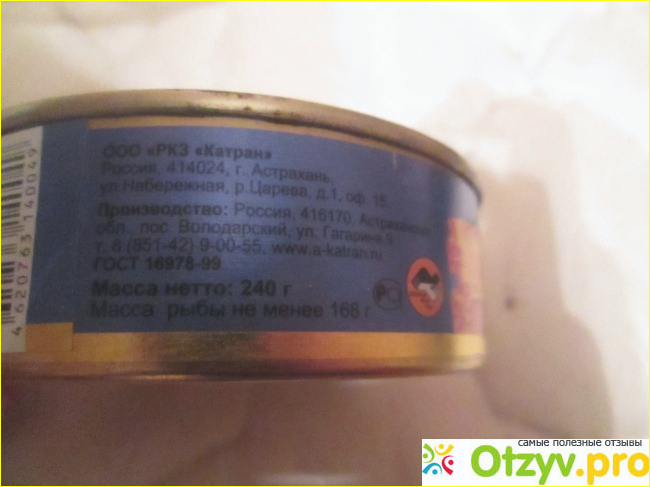 ООО «РКЗ «Катран»
Россия, 414024, г. Астрахань,
ул.Набережная, р.Царева, д.1, оф. 15
Производство: Россия, 416170, Астраханская
обл., пос. Володарский, ул. Гагарина,9
т. 8 (851-42) 9-00-55, www.a-katran.ru
ГОСТ 16978-99
Масса нетто: 240 г
Масса рыбы не менее 168 г
4 620763 140049
самые полезные отзывы
Otzyv.pro